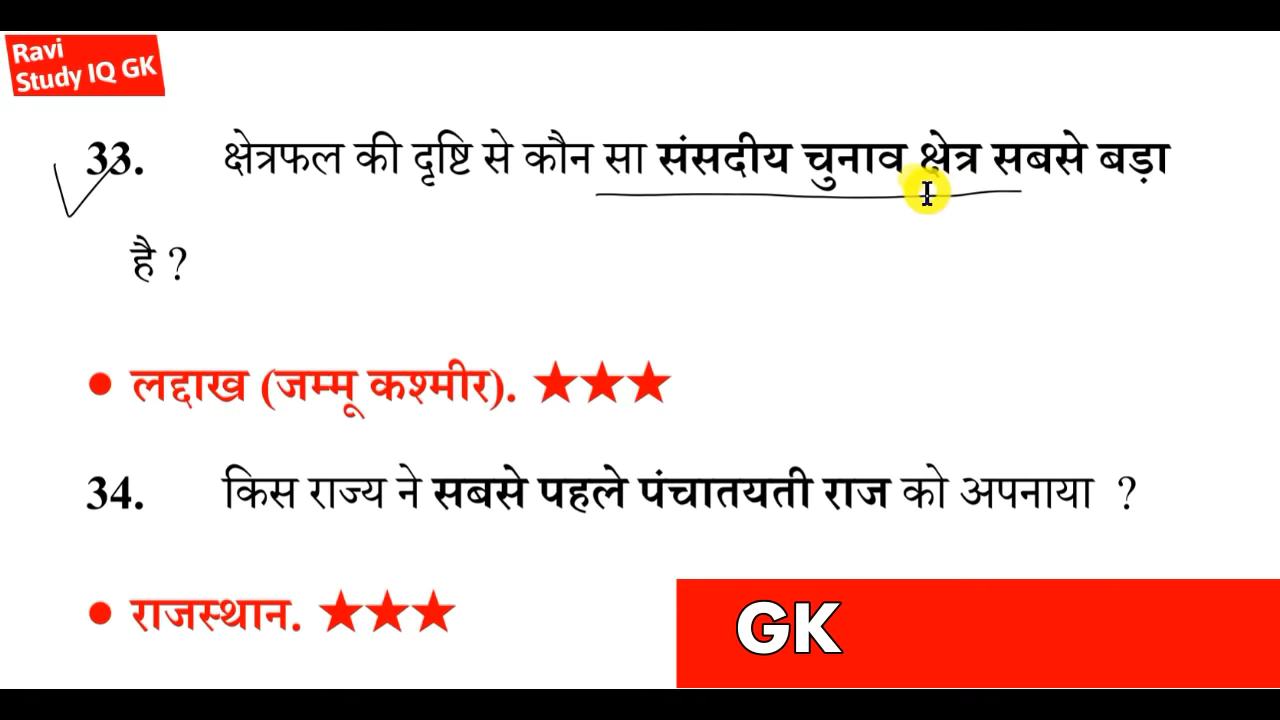 Ravi
Study IQ GK
33. क्षेत्रफल की दृष्टि से कौन सा संसदीय चुनाव क्षेत्र सबसे बड़ा
है ?
• लद्दाख (जम्मू कश्मीर). ★★★
34. किस राज्य ने सबसे पहले पंचातयती राज को अपनाया ?
• राजस्थान. ★★★
GK